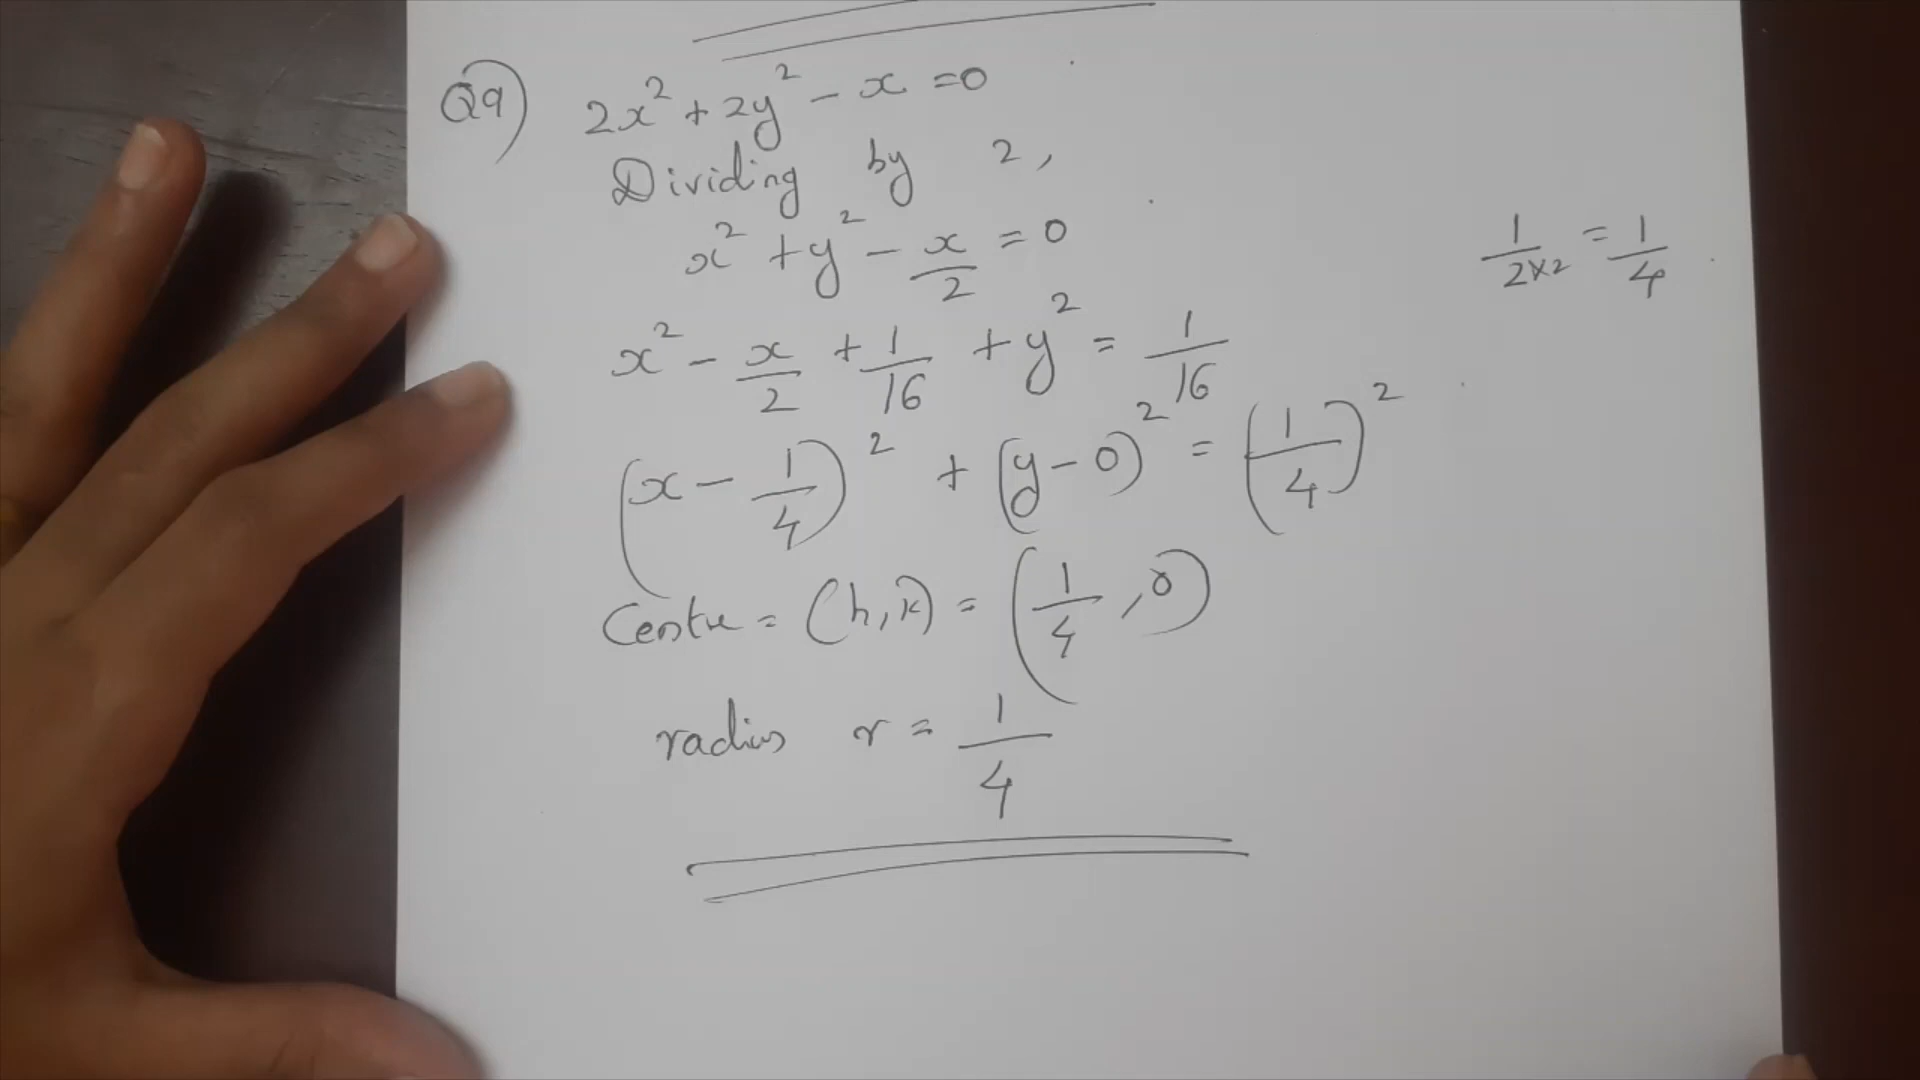 Q9) 2x² + 2y² - x = 0
Dividing by 2,
x² + y² - x/2 = 0
1/2×2 = 1/4
x² - x/2 + 1/16 + y² = 1/16
(x - 1/4)² + (y - 0)² = (1/4)²
Centre = (h, k) = (1/4, 0)
radius r = 1/4